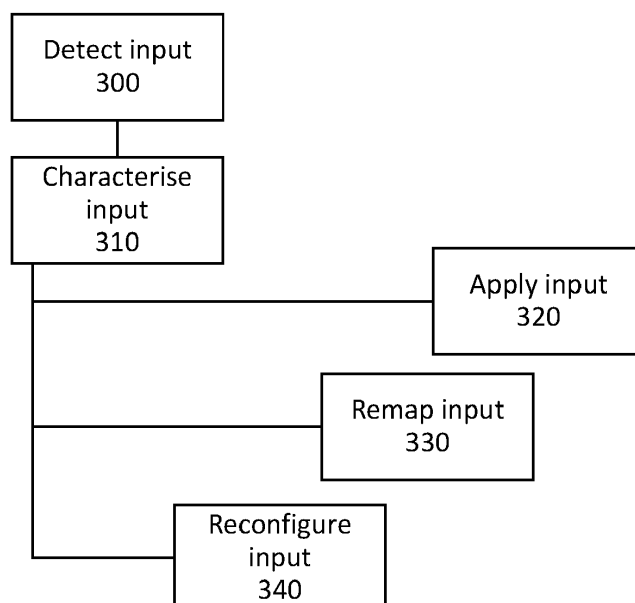 Detect input
300
Characterise
input
310
Apply input
320
Remap input
330
Reconfigure
input
340